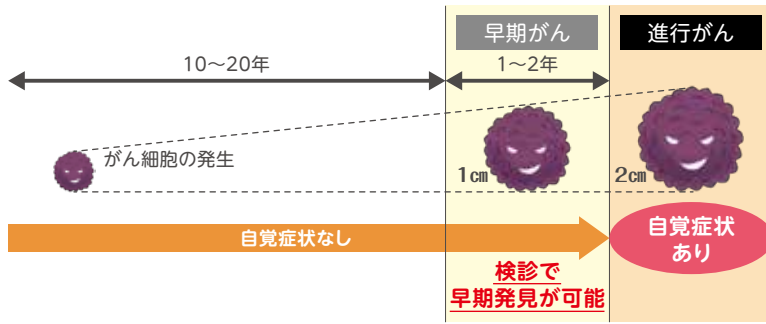 早期がん
進行がん
10〜20年
1〜2年
がん細胞の発生
1㎝
2㎝
自覚症状なし
自覚症状
あり
検診で
早期発見が可能